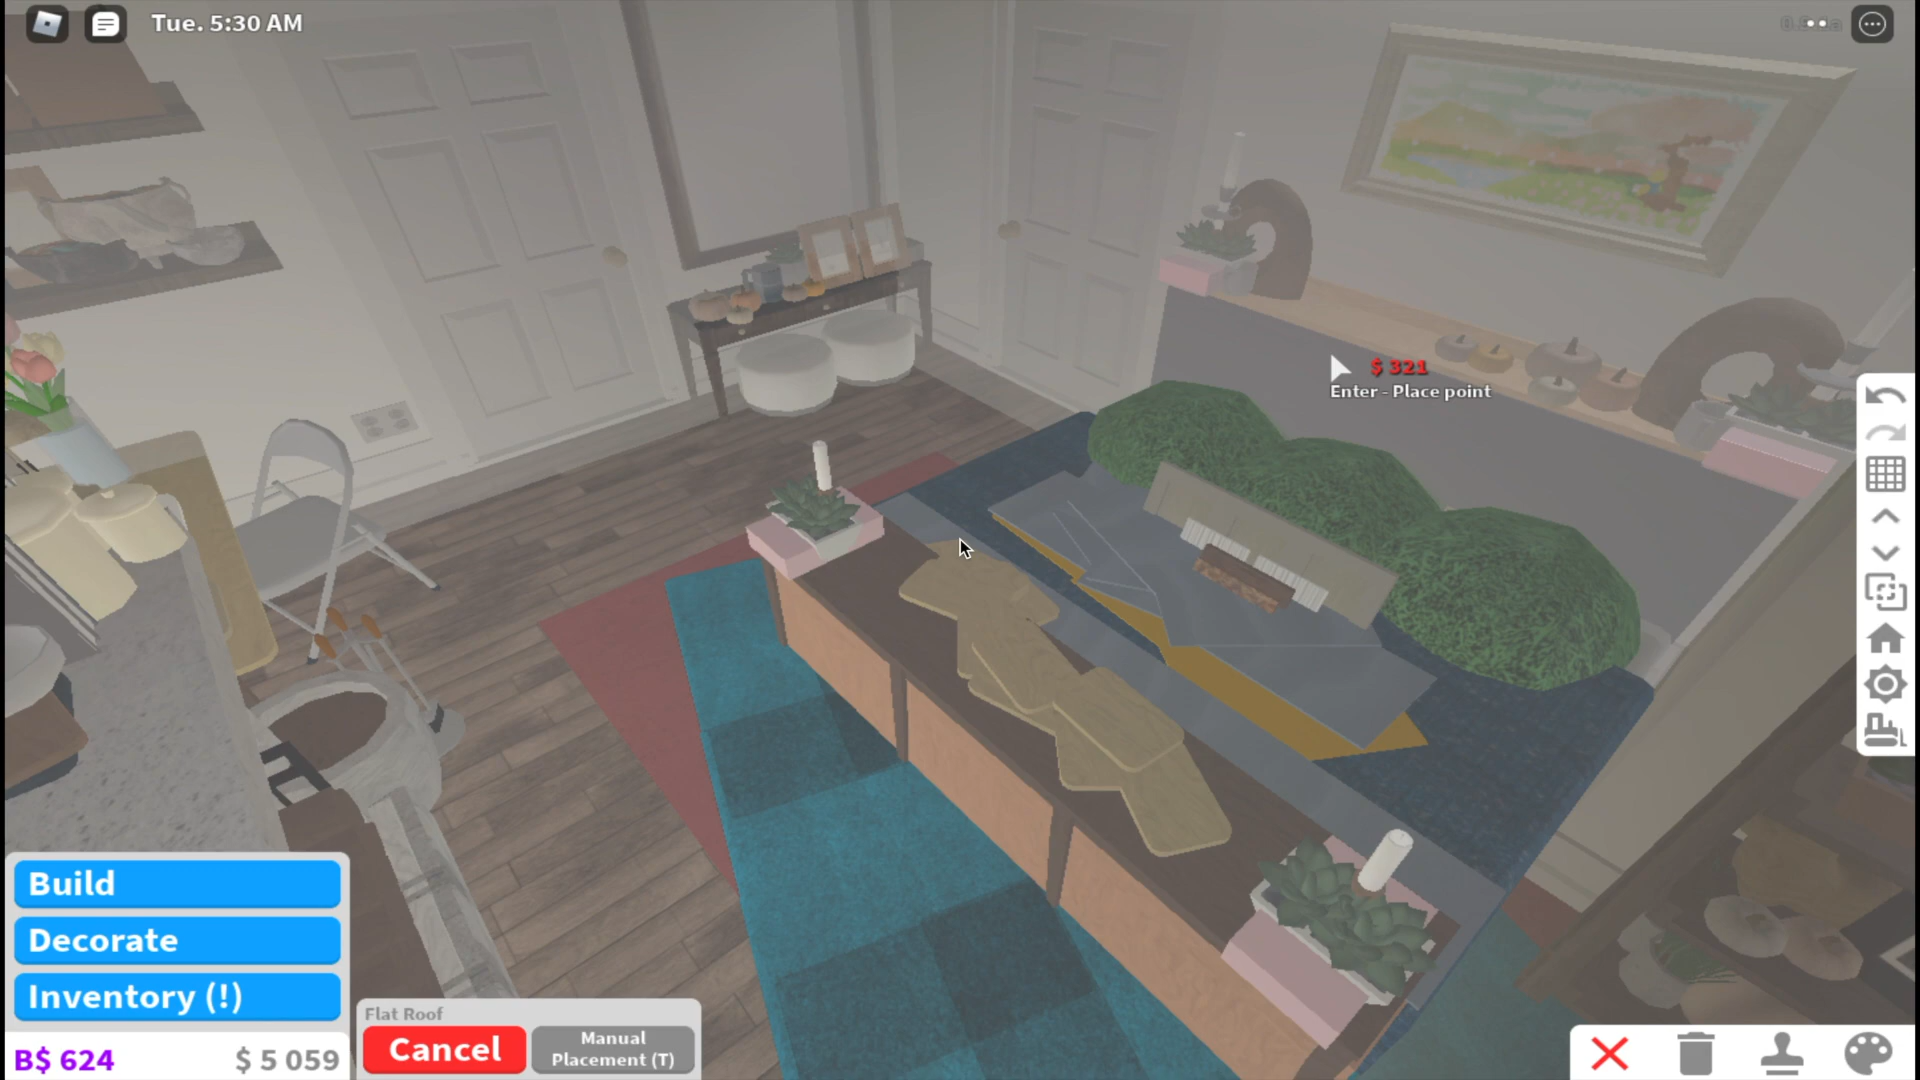 Tue. 5:30 AM
$ 321
Enter - Place point
Build
Decorate
Inventory (!)
B$ 624
$ 5 059
Flat Roof
Cancel
Manual
Placement (T)